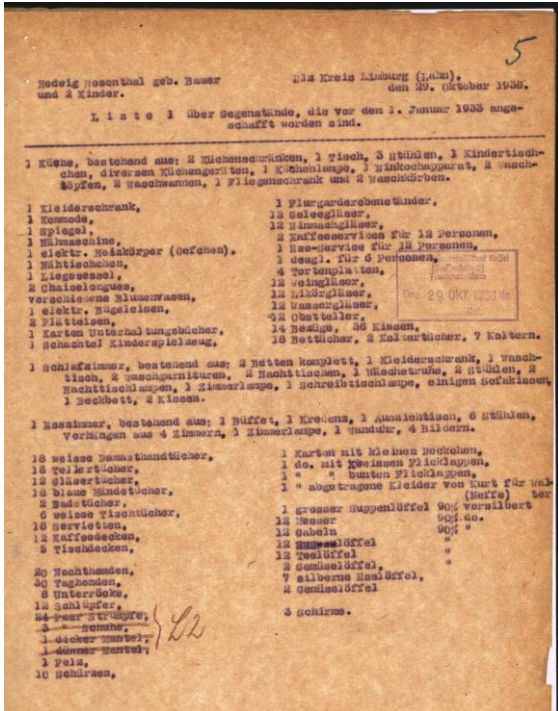 5
Hedwig Rosenthal geb. Bauer
und 2 Kinder.
Diz Kreis Limburg (Lahn),
den 29. Oktober 1938.
L i s t e 1 über Gegenstände, die vor dem 1. Januar 1933 ange-
schafft worden sind.
1 Küche, bestehend aus: 2 Küchenschränken, 1 Tisch, 3 Stühlen, 1 Kindertisch-
chen, diversen Küchengeräten, 1 Küchenlampe, 1 Einkochapparat, 2 Wasch-
töpfen, 2 Waschwannen, 1 Fliegenschrank und 2 Waschkörben.
1 Kleiderschrank,
1 Kommode,
1 Spiegel,
1 Nähmaschine,
1 elektr. Heizkörper (Oefchen),
1 Nähtischchen,
1 Liegesessel,
2 Chaiselongues,
verschiedene Blumenvasen,
1 elektr. Bügeleisen,
2 Plätteisen,
1 Karton Unterhaltungsbücher,
1 Schachtel Kinderspielzeug,
1 Flurgarderobenständer,
12 Geleegläser,
12 Einmachgläser,
2 Kaffeeservices für 12 Personen,
1 Ess-Service für 12 Personen,
1 desgl. für 6 Personen,
4 Tortenplatten,
12 Weingläser,
12 Likörgläser,
12 Wassergläser,
12 Obstteller,
14 Bezüge, 36 Kissen,
18 Bettücher, 2 Koltertücher, 7 Koltern.
29. OKT. 1938
1 Schlafzimmer, bestehend aus: 2 Betten komplett, 1 Kleiderschrank, 1 Wasch-
tisch, 2 Waschgarnituren, 2 Nachttischen, 1 Wäschetruhe, 2 Stühlen, 2
Nachttischlampen, 1 Zimmerlampe, 1 Schreibtischlampe, einigen Sofakissen
1 Deckbett, 2 Kissen.
1 Esszimmer, bestehend aus: 1 Büffet, 1 Kredenz, 1 Ausziehtisch, 6 Stühlen,
Vorhängen aus 4 Zimmern, 1 Zimmerlampe, 1 Wanduhr, 4 Bildern.
18 weisse Damasthandtücher,
18 Tellertücher,
12 Gläsertücher,
18 blaue Händetücher,
2 Badetücher,
6 weisse Tischtücher,
18 Servietten,
12 Kaffeedecken,
5 Tischdecken,
20 Nachthemden,
30 Taghemden,
8 Unterröcke,
12 Schlüpfer,
24 Paar Strümpfe,
3 " Schuhe,
1 dicker Mantel,
1 dünner Mantel,
L2
1 Pelz,
10 Schürzen,
1 Karton mit kleinen Deckchen,
1 do. mit weissen Flicklappen,
1 " " bunten Flicklappen,
1 " abgetragene Kleider von Kurt für Wal-
(Neffe) ter
1 grosser Suppenlöffel 90% versilbert
12 Messer 90% do.
12 Gabeln 90% "
12 löffel "
12 Teelöffel "
2 Gemüselöffel "
7 silberne Esslöffel,
2 Gemüselöffel
3 Schirme.